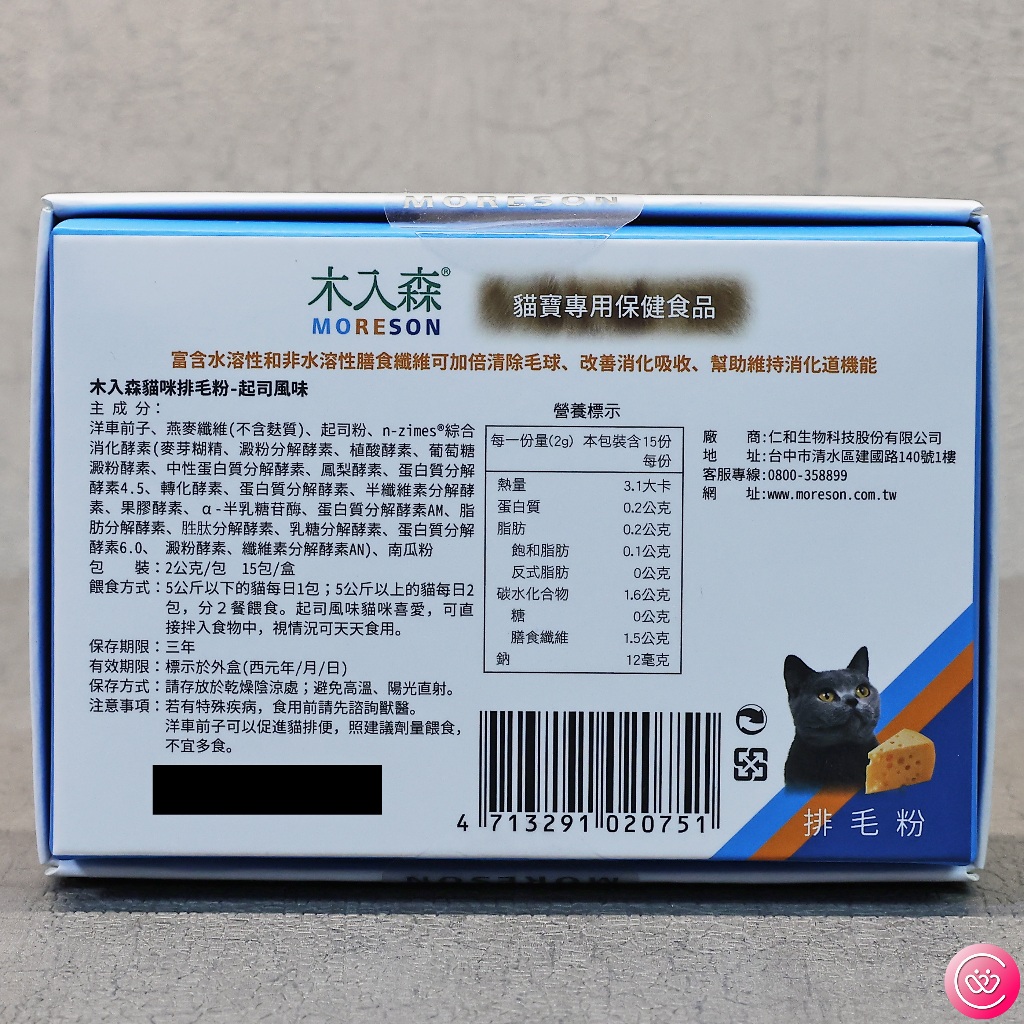 MORESON
木入森®
MORESON
貓寶專用保健食品
富含水溶性和非水溶性膳食纖維可加倍清除毛球、改善消化吸收、幫助維持消化道機能
木入森貓咪排毛粉-起司風味
主成分：
洋車前子、燕麥纖維(不含麩質)、起司粉、n-zimes®綜合
消化酵素(麥芽糊精、澱粉分解酵素、植酸酵素、葡萄糖
澱粉酵素、中性蛋白質分解酵素、鳳梨酵素、蛋白質分解
酵素4.5、轉化酵素、蛋白質分解酵素、半纖維素分解酵
素、果膠酵素、α-半乳糖苷酶、蛋白質分解酵素AM、脂
肪分解酵素、胜肽分解酵素、乳糖分解酵素、蛋白質分解
酵素6.0、 澱粉酵素、纖維素分解酵素AN)、南瓜粉
包 裝：2公克/包 15包/盒
餵食方式：5公斤以下的貓每日1包；5公斤以上的貓每日2
包，分２餐餵食。起司風味貓咪喜愛，可直
接拌入食物中，視情況可天天食用。
保存期限：三年
有效期限：標示於外盒(西元年/月/日)
保存方式：請存放於乾燥陰涼處；避免高溫、陽光直射。
注意事項：若有特殊疾病，食用前請先諮詢獸醫。
洋車前子可以促進貓排便，照建議劑量餵食，
不宜多食。
營養標示
每一份量(2g) 本包裝含15份
每份
熱量 3.1大卡
蛋白質 0.2公克
脂肪 0.2公克
飽和脂肪 0.1公克
反式脂肪 0公克
碳水化合物 1.6公克
糖 0公克
膳食纖維 1.5公克
鈉 12毫克
廠 商:仁和生物科技股份有限公司
地 址:台中市清水區建國路140號1樓
客服專線:0800-358899
網 址:www.moreson.com.tw
4 713291 020751
排毛粉
MORESON